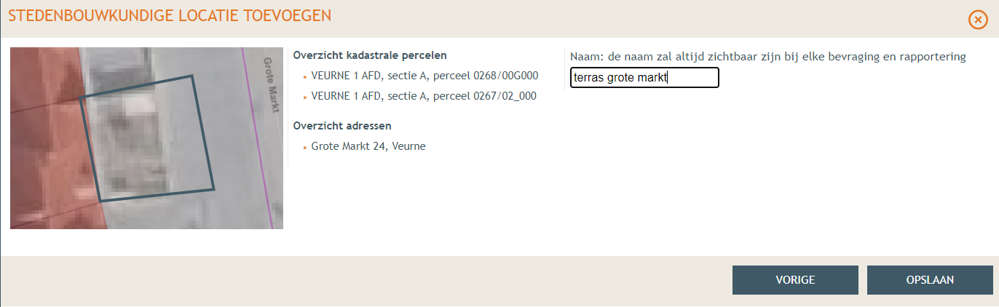 STEDENBOUWKUNDIGE LOCATIE TOEVOEGEN
Grote Markt
Overzicht kadastrale percelen
VEURNE 1 AFD, sectie A, perceel 0268/00G000
VEURNE 1 AFD, sectie A, perceel 0267/02_000
Overzicht adressen
Grote Markt 24, Veurne
Naam: de naam zal altijd zichtbaar zijn bij elke bevraging en rapportering
terras grote markt
VORIGE
OPSLAAN